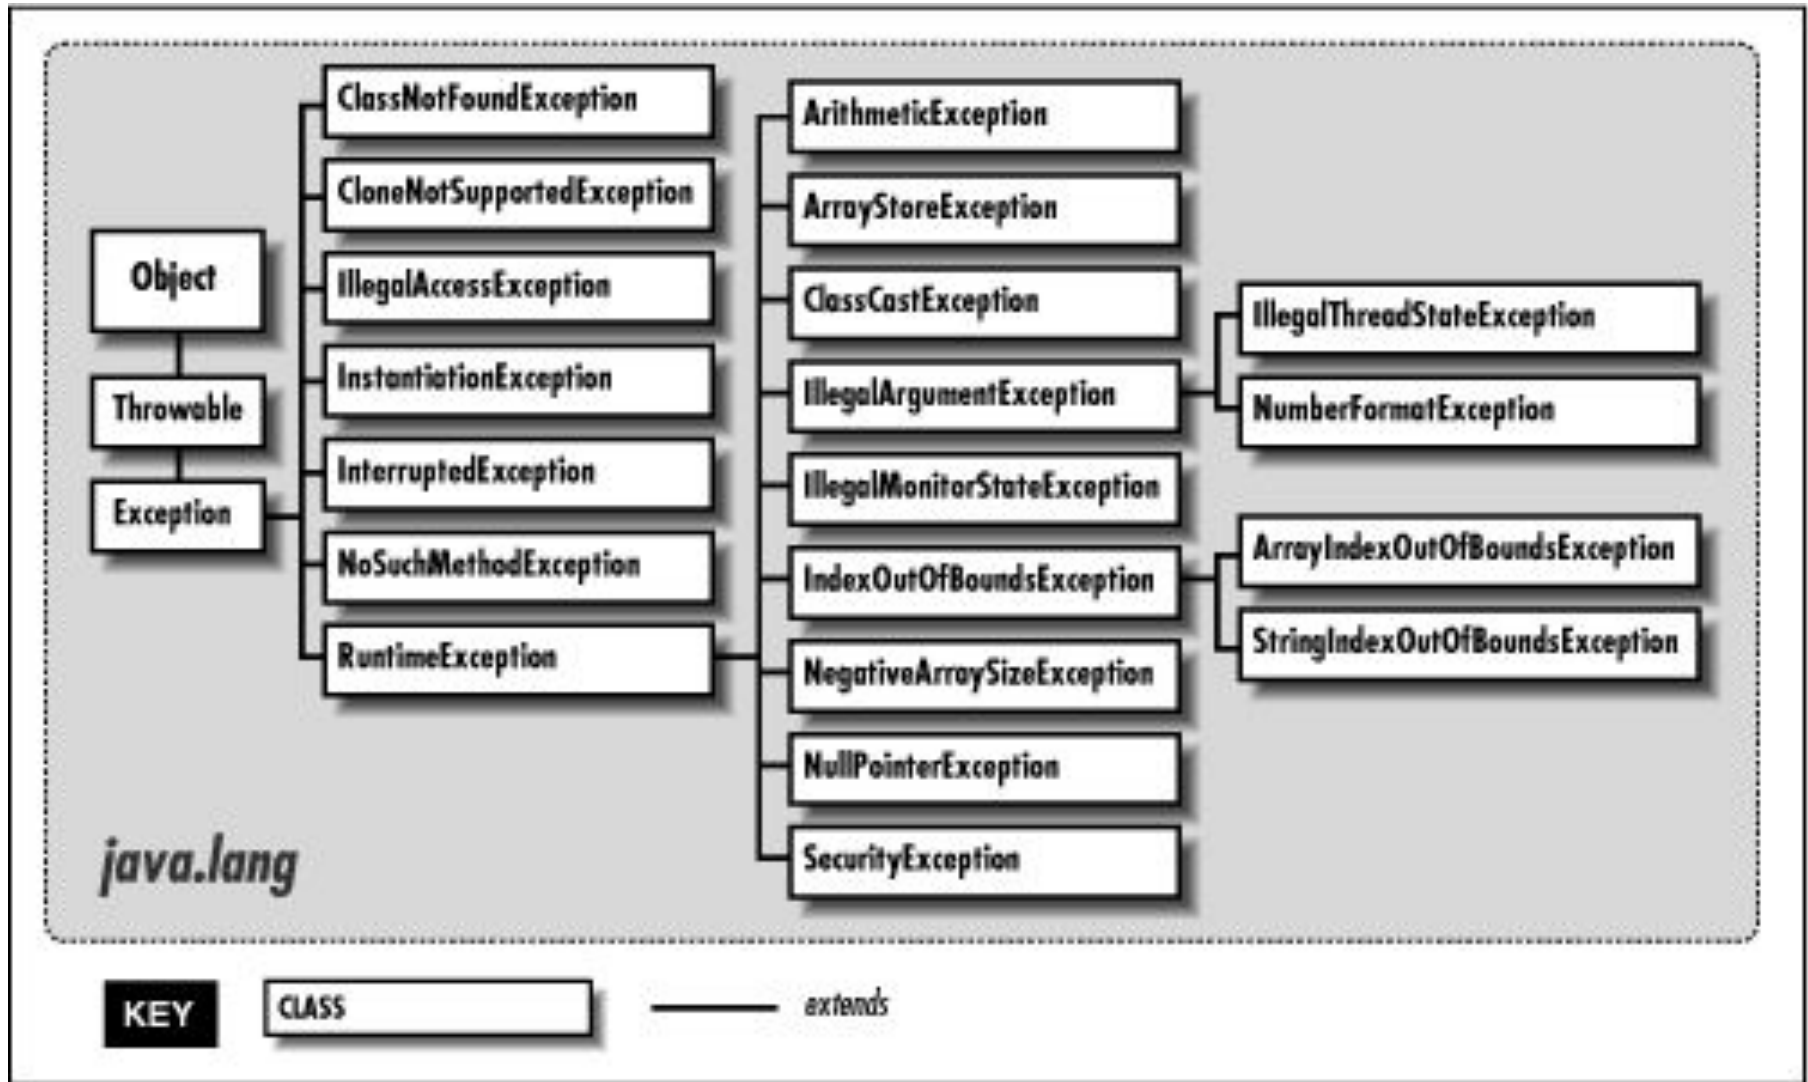 Object
Throwable
Exception
ClassNotFoundException
CloneNotSupportedException
IllegalAccessException
InstantiationException
InterruptedException
NoSuchMethodException
RuntimeException
ArithmeticException
ArrayStoreException
ClassCastException
IllegalArgumentException
IllegalMonitorStateException
IndexOutOfBoundsException
NegativeArraySizeException
NullPointerException
SecurityException
IllegalThreadStateException
NumberFormatException
ArrayIndexOutOfBoundsException
StringIndexOutOfBoundsException
java.lang
KEY
CLASS
extends